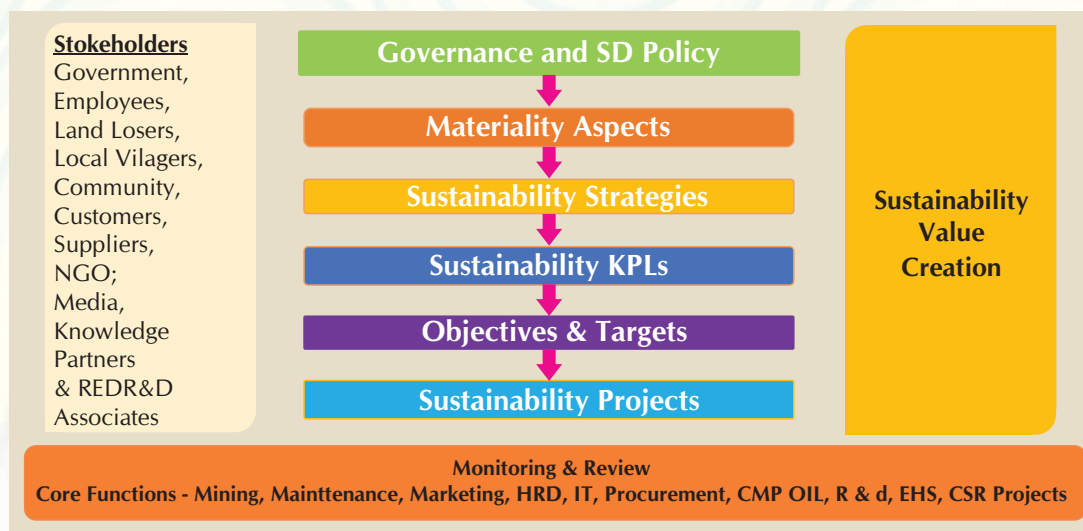 Stokeholders
Government,
Employees,
Land Losers,
Local Vilagers,
Community,
Customers,
Suppliers,
NGO;
Media,
Knowledge
Partners
& REDR&D
Associates
Governance and SD Policy
Materiality Aspects
Sustainability Strategies
Sustainability KPLs
Objectives & Targets
Sustainability Projects
Sustainability
Value
Creation
Monitoring & Review
Core Functions - Mining, Mainttenance, Marketing, HRD, IT, Procurement, CMP OIL, R & d, EHS, CSR Projects